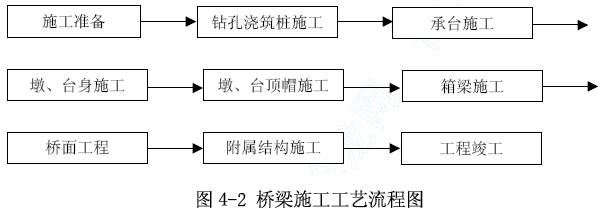 施工准备 钻孔浇筑桩施工 承台施工
墩、台身施工 墩、台顶帽施工 箱梁施工
桥面工程 附属结构施工 工程竣工
图 4-2 桥梁施工工艺流程图